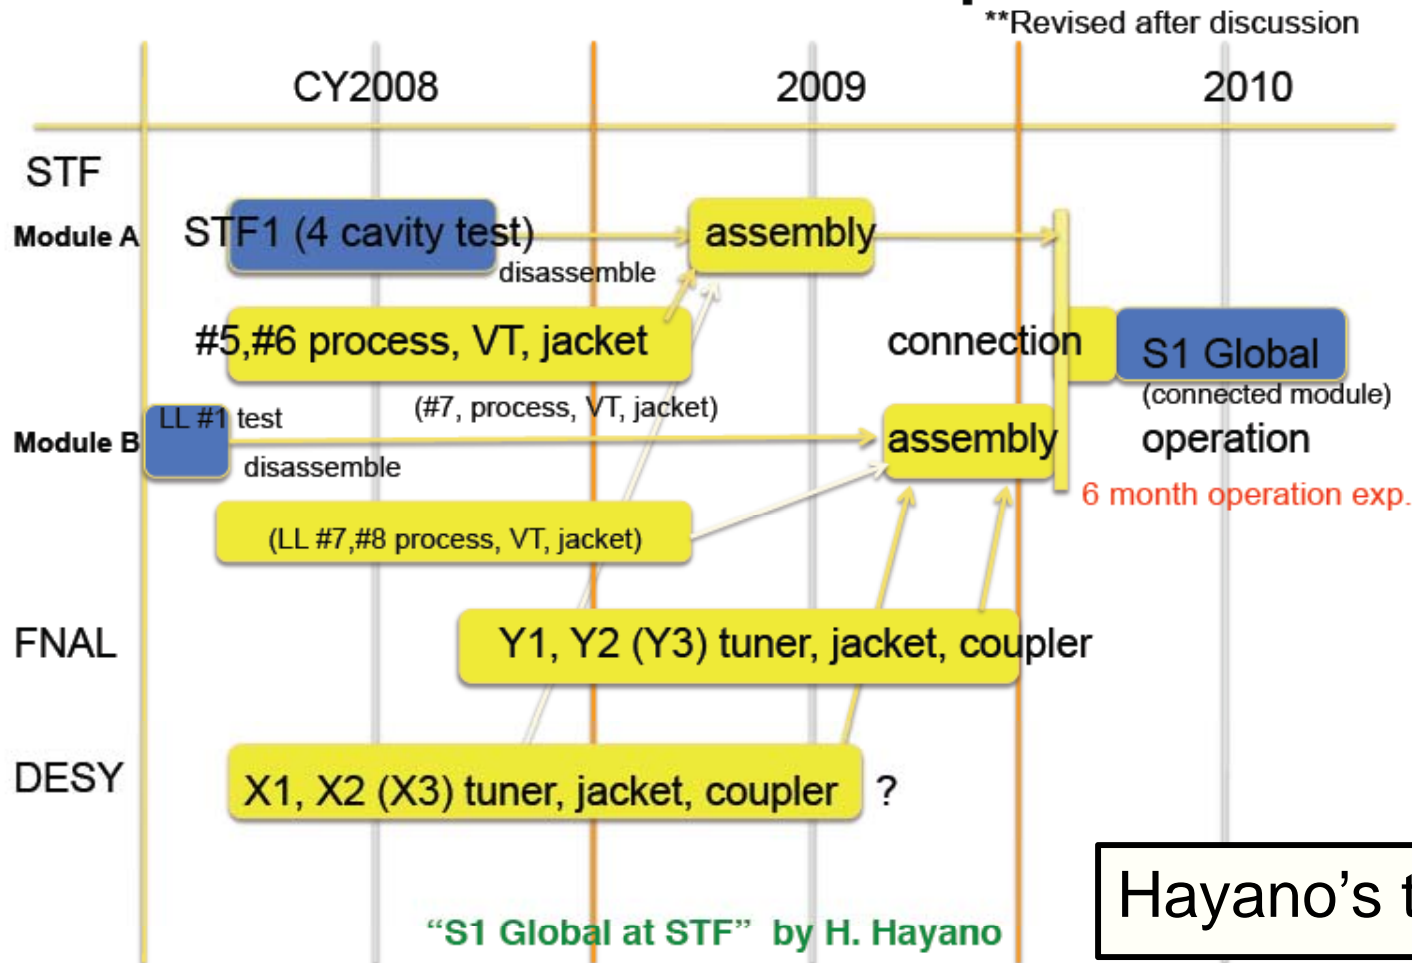 **Revised after discussion
CY2008 2009 2010
STF
Module A STF1 (4 cavity test) assembly
disassemble
#5,#6 process, VT, jacket connection S1 Global
(connected module)
LL #1 test (#7, process, VT, jacket)
Module B assembly operation
disassemble
6 month operation exp.
(LL #7,#8 process, VT, jacket)
FNAL Y1, Y2 (Y3) tuner, jacket, coupler
DESY X1, X2 (X3) tuner, jacket, coupler ?
Hayano's t
“S1 Global at STF” by H. Hayano